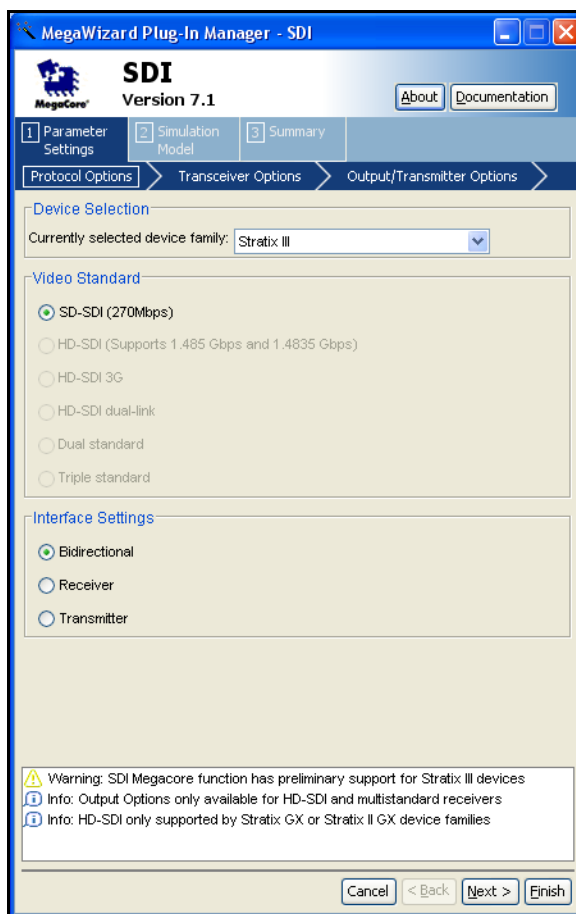 MegaWizard Plug-In Manager - SDI
MegaCore®
SDI
Version 7.1
About
Documentation
1 Parameter Settings
2 Simulation Model
3 Summary
Protocol Options
Transceiver Options
Output/Transmitter Options
Device Selection
Currently selected device family: Stratix III
Video Standard
SD-SDI (270Mbps)
HD-SDI (Supports 1.485 Gbps and 1.4835 Gbps)
HD-SDI 3G
HD-SDI dual-link
Dual standard
Triple standard
Interface Settings
Bidirectional
Receiver
Transmitter
Warning: SDI Megacore function has preliminary support for Stratix III devices
Info: Output Options only available for HD-SDI and multistandard receivers
Info: HD-SDI only supported by Stratix GX or Stratix II GX device families
Cancel
< Back
Next >
Finish